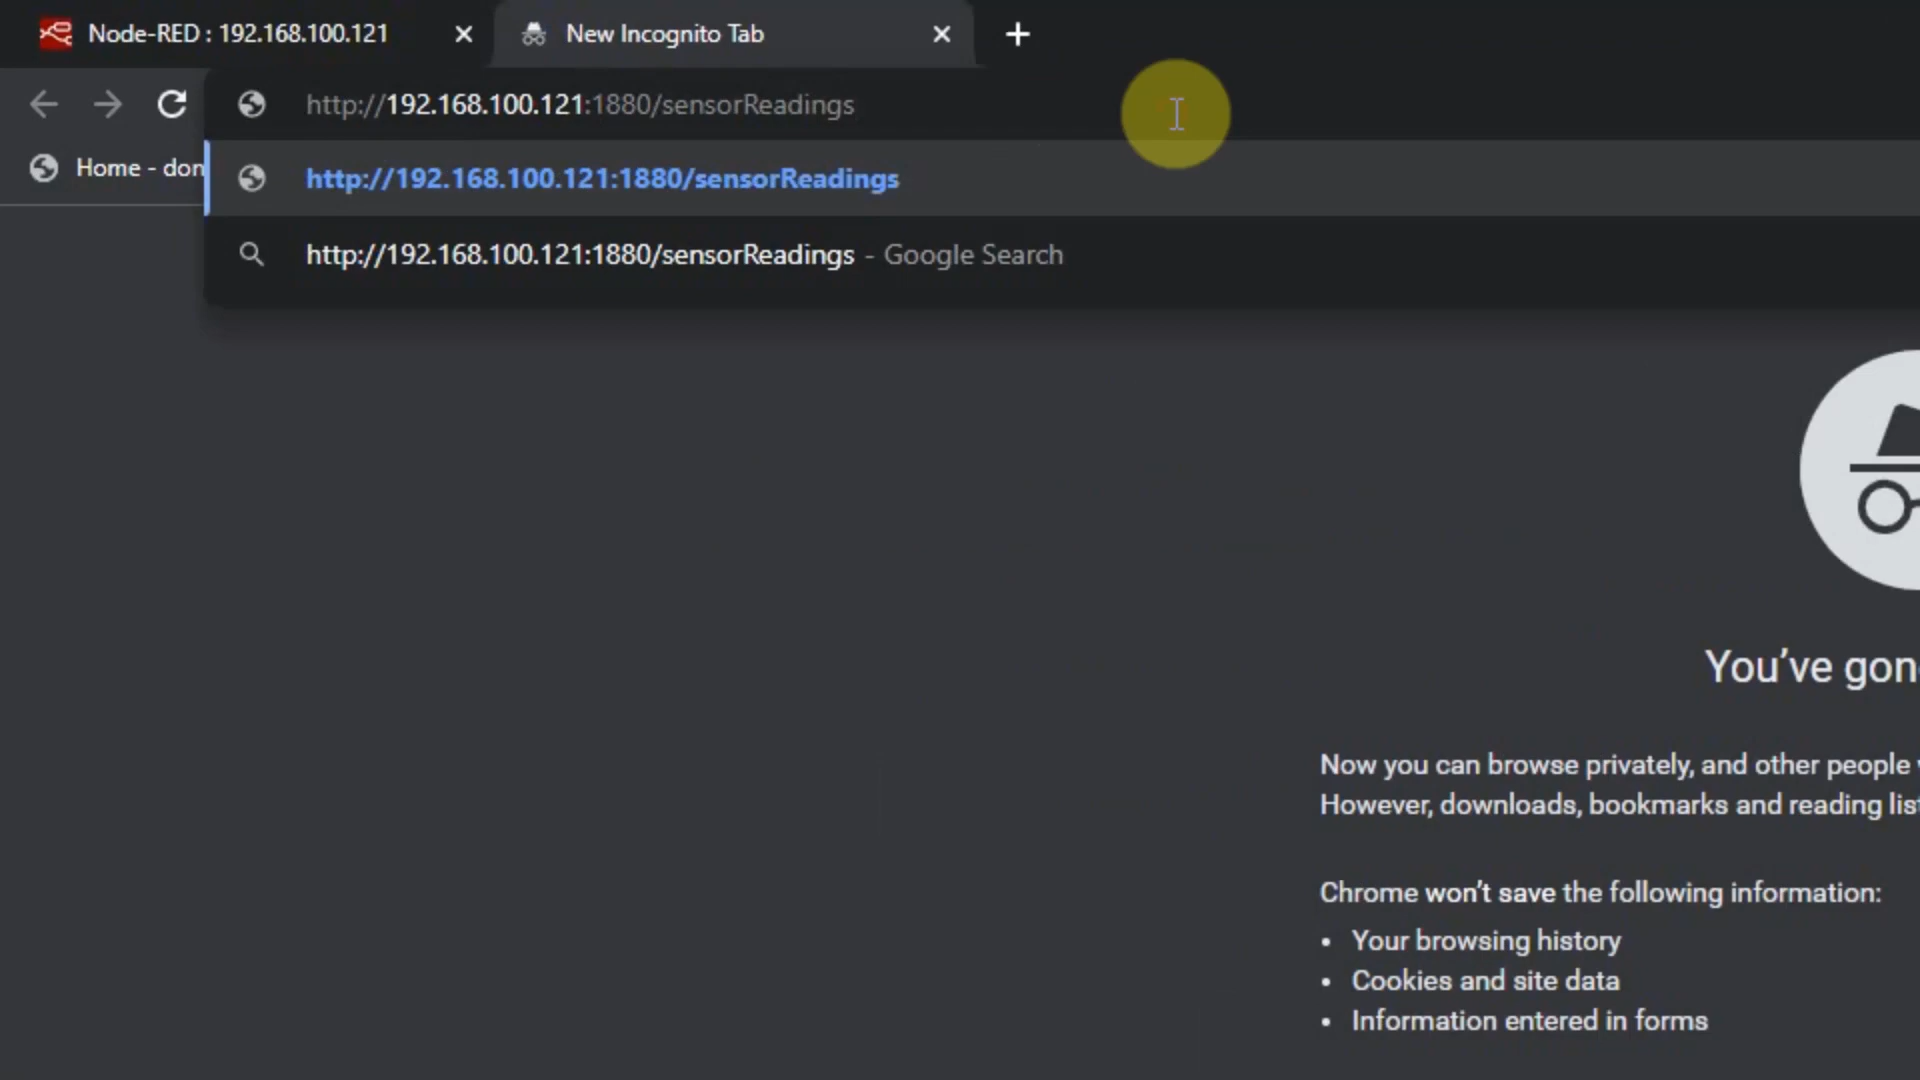 Node-RED : 192.168.100.121
New Incognito Tab
http://192.168.100.121:1880/sensorReadings
Home - don
http://192.168.100.121:1880/sensorReadings
http://192.168.100.121:1880/sensorReadings - Google Search
You've gon
Now you can browse privately, and other people
However, downloads, bookmarks and reading list
Chrome won't save the following information:
• Your browsing history
• Cookies and site data
• Information entered in forms